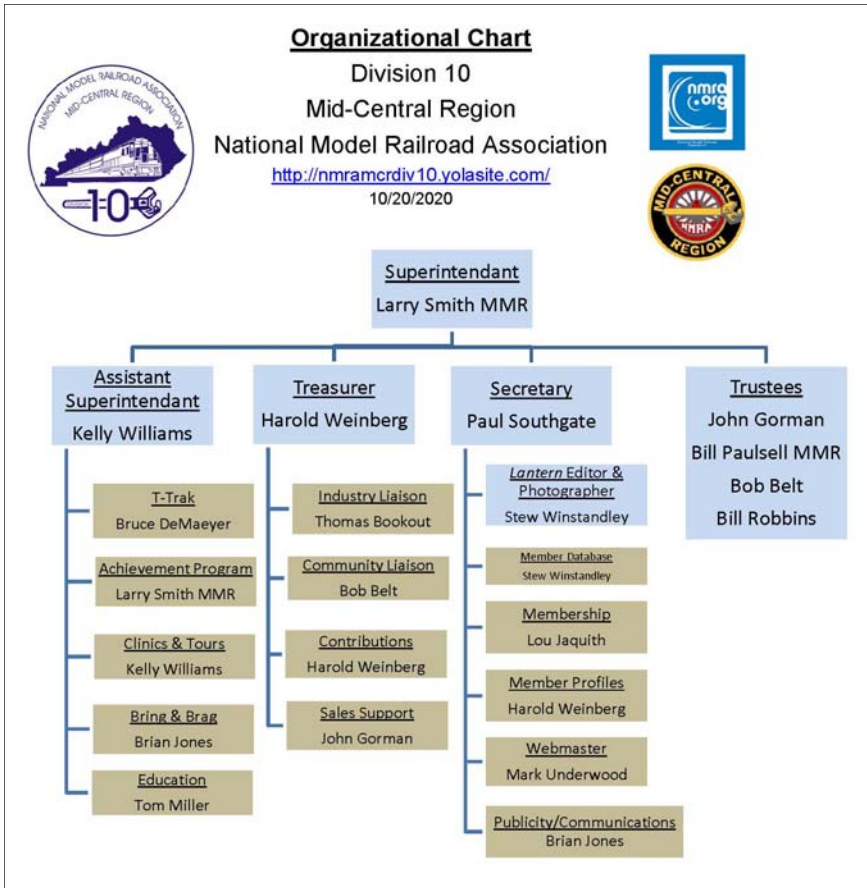 Organizational Chart
Division 10
Mid-Central Region
National Model Railroad Association
http://nmramcrdiv10.yolasite.com/
10/20/2020
NATIONAL MODEL RAILROAD ASSOCIATION
MID-CENTRAL REGION
10
nmra
.org
MID-CENTRAL
NMRA
REGION
Superintendant
Larry Smith MMR
Assistant
Superintendant
Kelly Williams
T-Trak
Bruce DeMaeyer
Achievement Program
Larry Smith MMR
Clinics & Tours
Kelly Williams
Bring & Brag
Brian Jones
Education
Tom Miller
Treasurer
Harold Weinberg
Industry Liaison
Thomas Bookout
Community Liaison
Bob Belt
Contributions
Harold Weinberg
Sales Support
John Gorman
Secretary
Paul Southgate
Lantern Editor &
Photographer
Stew Winstandley
Member Database
Stew Winstandley
Membership
Lou Jaquith
Member Profiles
Harold Weinberg
Webmaster
Mark Underwood
Publicity/Communications
Brian Jones
Trustees
John Gorman
Bill Paulsell MMR
Bob Belt
Bill Robbins